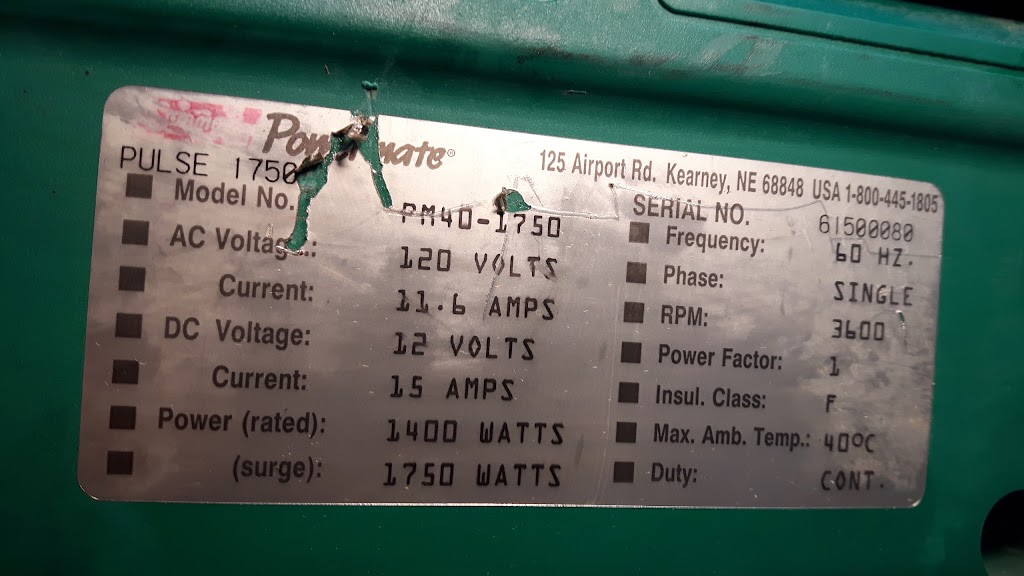 Powermate®
125 Airport Rd. Kearney, NE 68848 USA 1-800-445-1805
PULSE 1750
Model No. PM40-1750
AC Voltage: 120 VOLTS
Current: 11.6 AMPS
DC Voltage: 12 VOLTS
Current: 15 AMPS
Power (rated): 1400 WATTS
(surge): 1750 WATTS
SERIAL NO. 61500080
Frequency: 60 HZ.
Phase: SINGLE
RPM: 3600
Power Factor: 1
Insul. Class: F
Max. Amb. Temp.: 40°C
Duty: CONT.